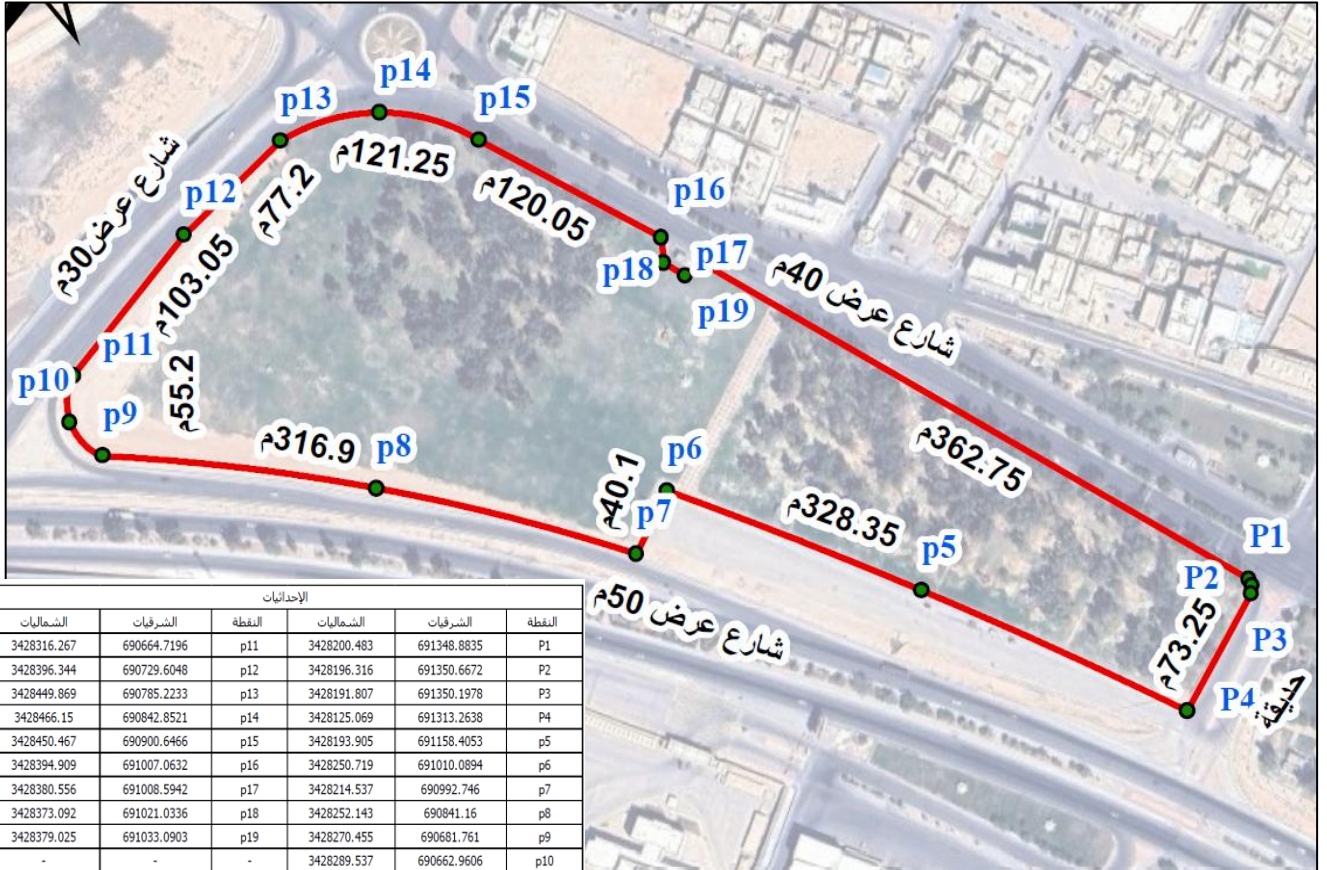 p14
p13
p15
شارع عرض30م
121.25م
77.2م
p12
120.05م
p16
103.05م
p18
p17
شارع عرض 40م
p19
p11
p10
55.2م
p9
316.9م
p8
40.1م
p6
p7
362.75م
328.35م
p5
P1
P2
73.25م
P3
P4
حديقة
شارع عرض 50م
الإحداثيات
النقطة الشرقيات الشماليات النقطة الشرقيات الشماليات
P1 691348.8835 3428200.483 p11 690664.7196 3428316.267
P2 691350.6672 3428196.316 p12 690729.6048 3428396.344
P3 691350.1978 3428191.807 p13 690785.2233 3428449.869
P4 691313.2638 3428125.069 p14 690842.8521 3428466.15
p5 691158.4053 3428193.905 p15 690900.6466 3428450.467
p6 691010.0894 3428250.719 p16 691007.0632 3428394.909
p7 690992.746 3428214.537 p17 691008.5942 3428380.556
p8 690841.16 3428252.143 p18 691021.0336 3428373.092
p9 690681.761 3428270.455 p19 691033.0903 3428379.025
p10 690662.9606 3428289.537 - - -